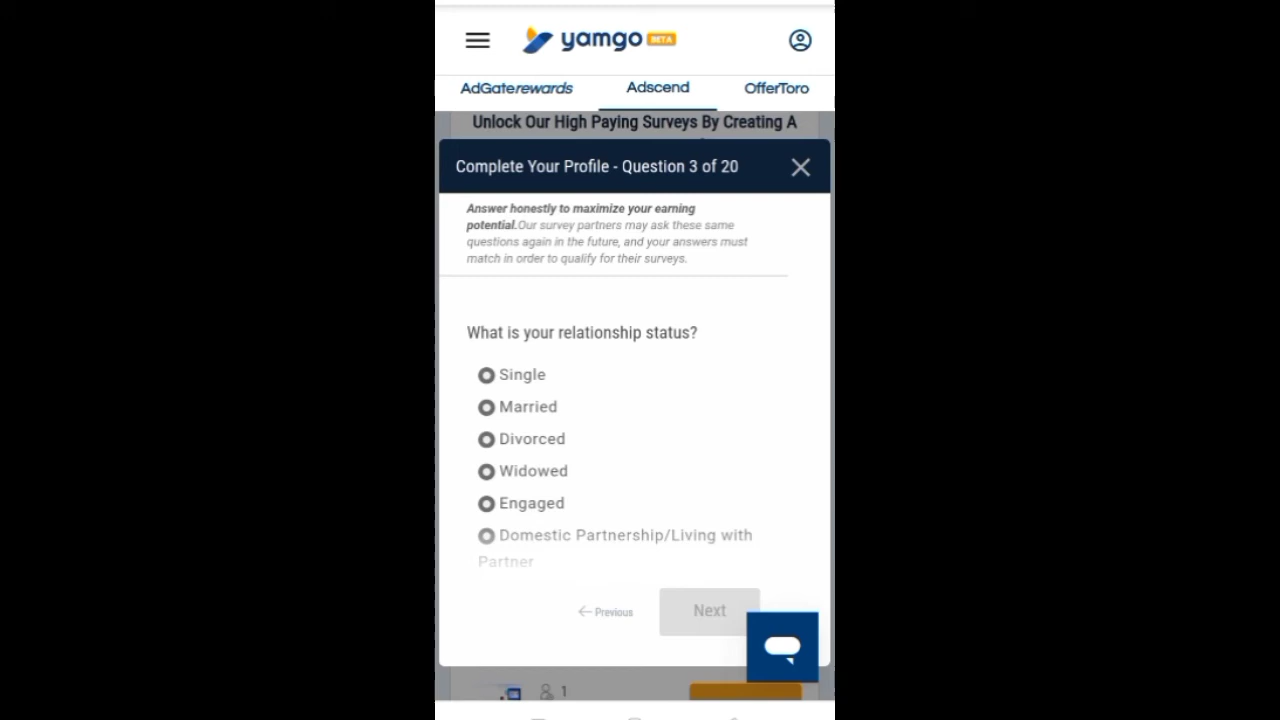 yamgo BETA
AdGaterewards Adscend OfferToro
Unlock Our High Paying Surveys By Creating A
Complete Your Profile - Question 3 of 20
Answer honestly to maximize your earning
potential.Our survey partners may ask these same
questions again in the future, and your answers must
match in order to qualify for their surveys.
What is your relationship status?
Single
Married
Divorced
Widowed
Engaged
Domestic Partnership/Living with
Partner
Previous Next
1